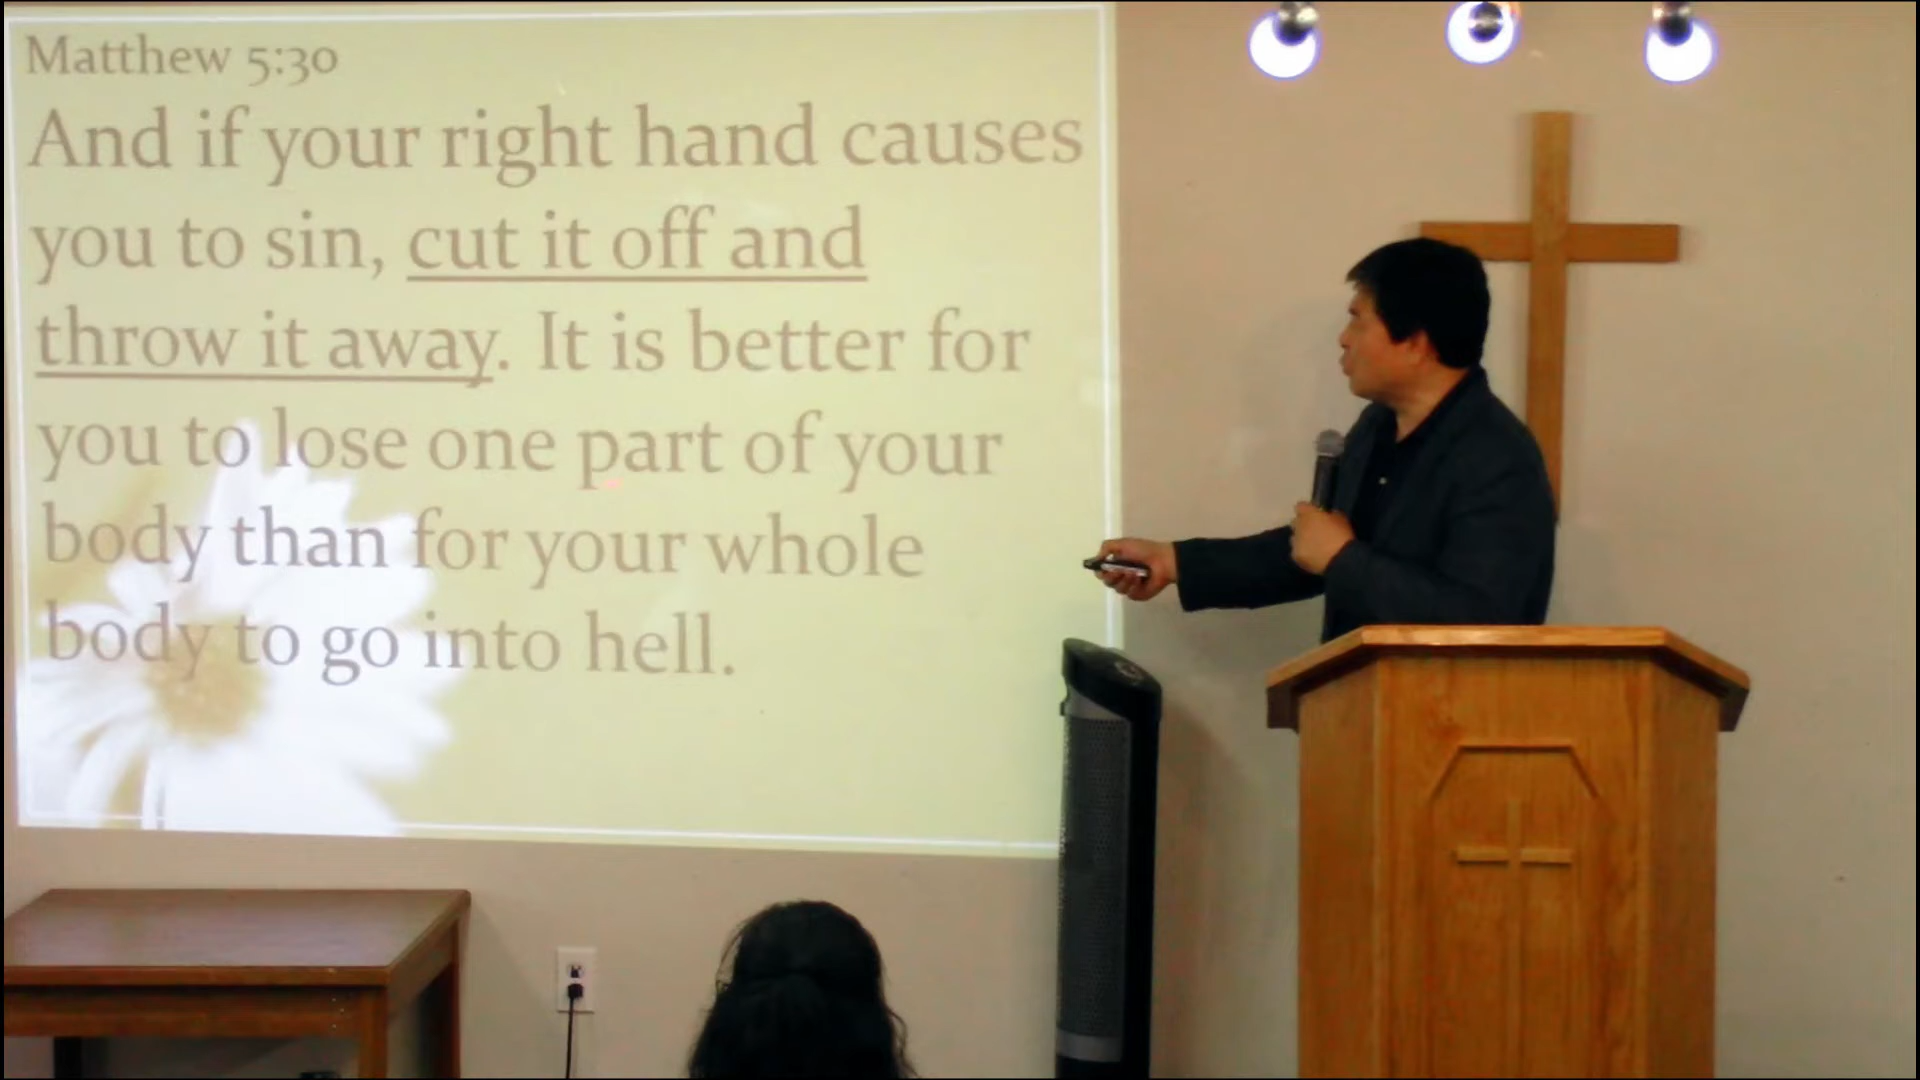 Matthew 5:30
And if your right hand causes
you to sin, cut it off and
throw it away. It is better for
you to lose one part of your
body than for your whole
body to go into hell.